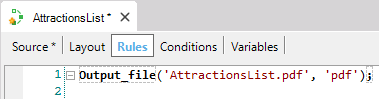 AttractionsList *
Source * Layout Rules Conditions Variables
1 Output_file('AttractionsList.pdf', 'pdf');
2